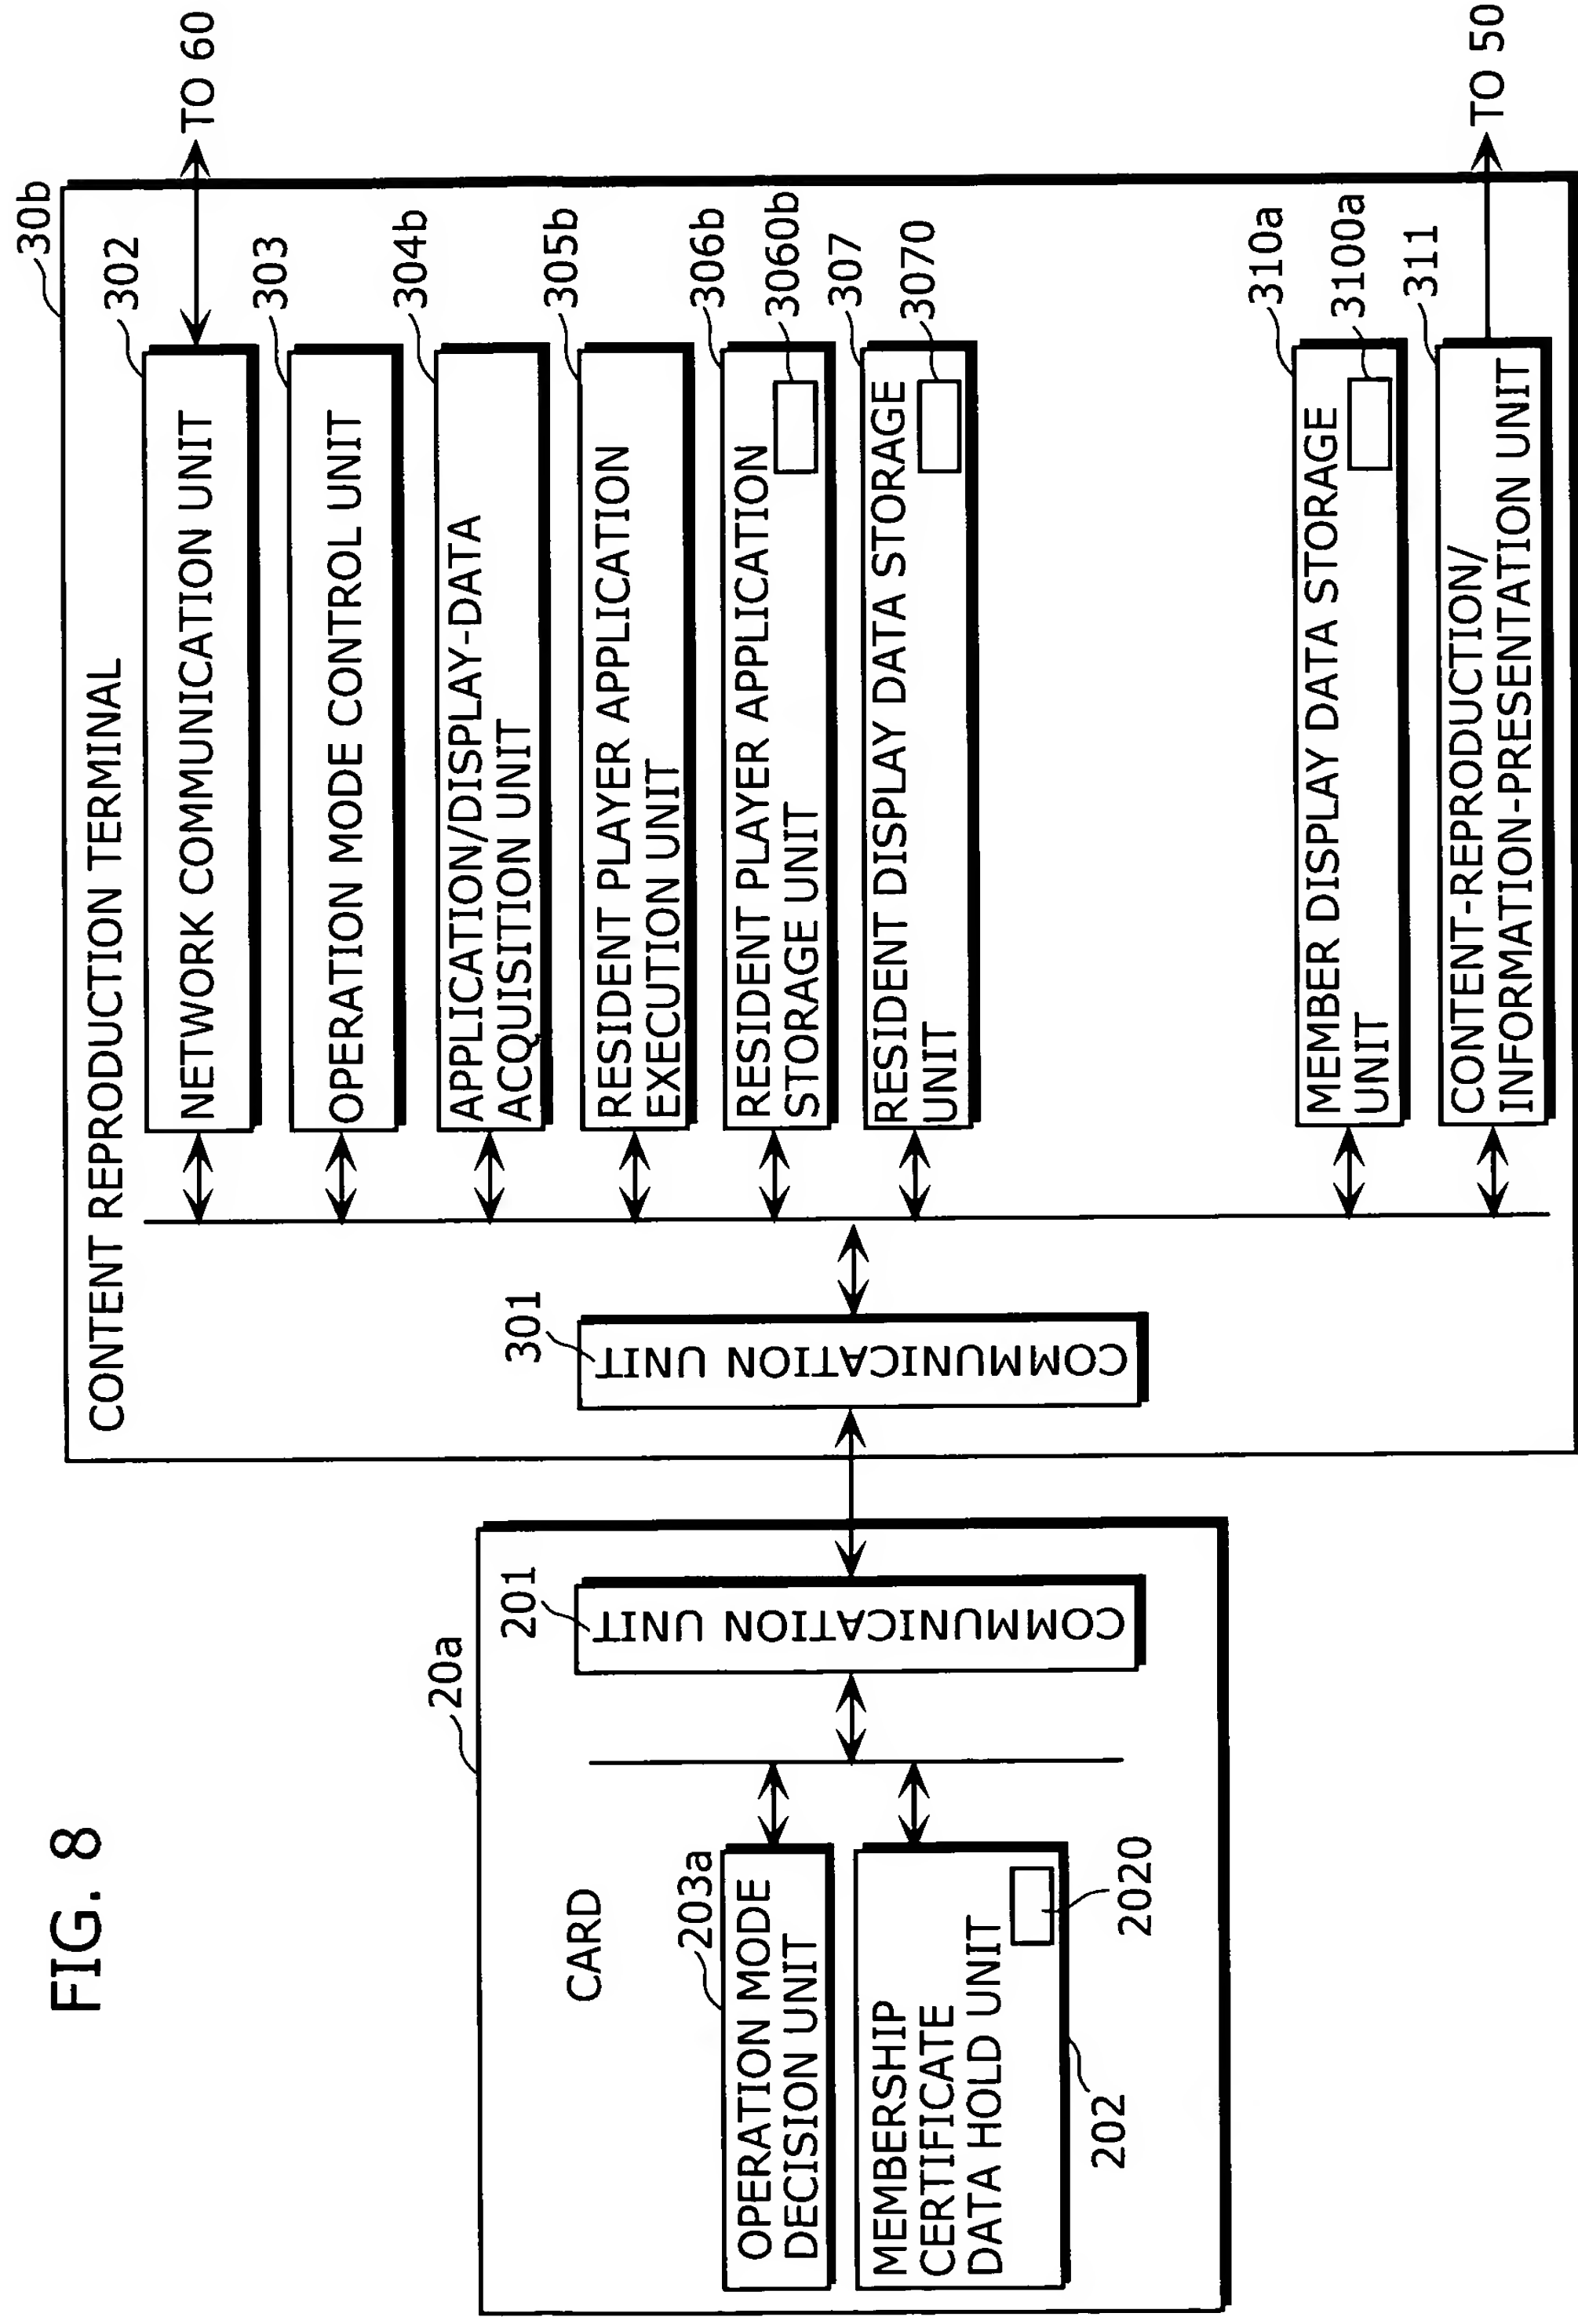 FIG. 8
20a
CARD
203a
OPERATION MODE
DECISION UNIT
MEMBERSHIP
CERTIFICATE
DATA HOLD UNIT
2020
202
201
COMMUNICATION UNIT
30b
CONTENT REPRODUCTION TERMINAL
301
COMMUNICATION UNIT
302
NETWORK COMMUNICATION UNIT
TO 60
303
OPERATION MODE CONTROL UNIT
304b
APPLICATION/DISPLAY-DATA
ACQUISITION UNIT
305b
RESIDENT PLAYER APPLICATION
EXECUTION UNIT
306b
RESIDENT PLAYER APPLICATION
STORAGE UNIT
3060b
307
RESIDENT DISPLAY DATA STORAGE
UNIT
3070
310a
MEMBER DISPLAY DATA STORAGE
UNIT
3100a
311
CONTENT-REPRODUCTION/
INFORMATION-PRESENTATION UNIT
TO 50